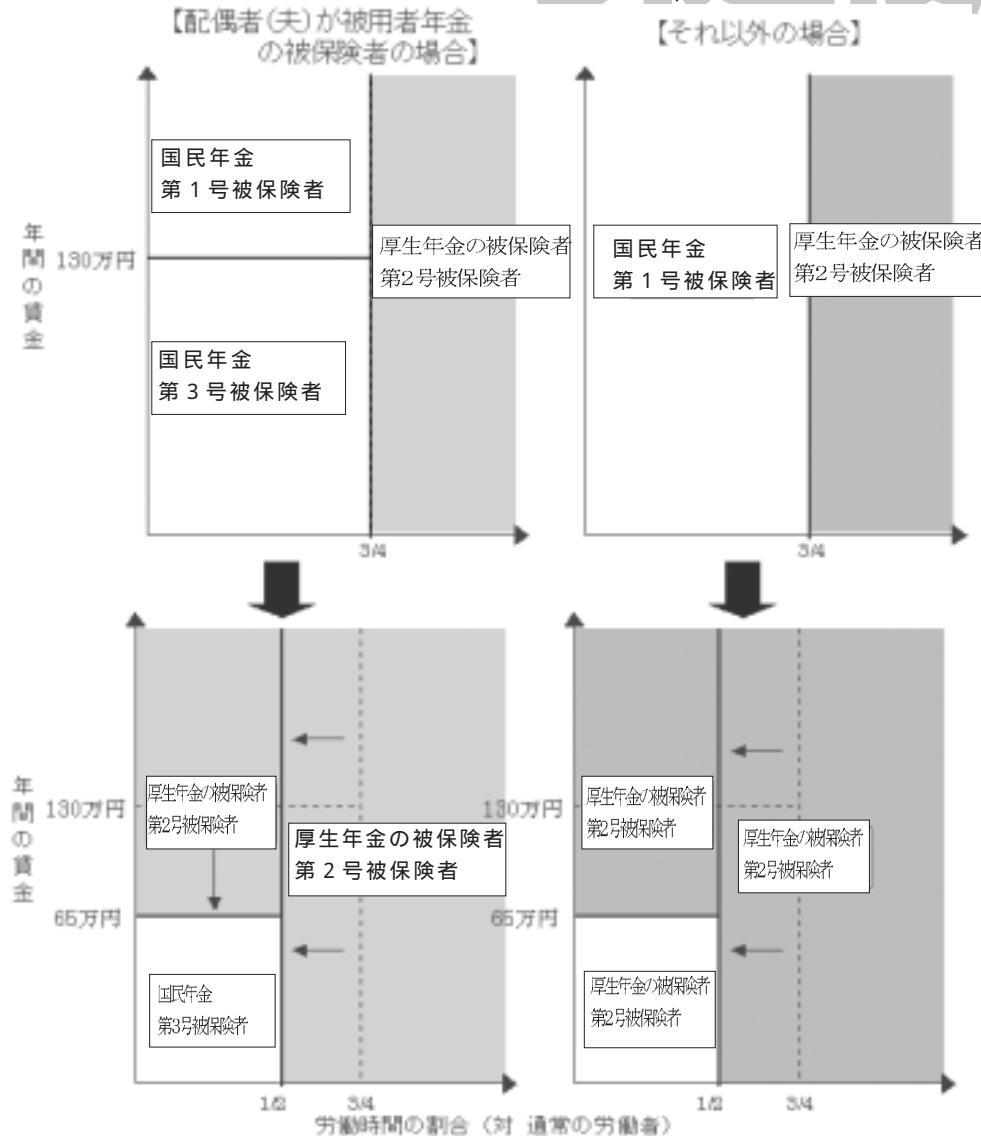 【配偶者(夫)が被用者年金
の被保険者の場合】
【それ以外の場合】
国民年金
第１号被保険者
年間の賃金
130万円
厚生年金の被保険者
第2号被保険者
国民年金
第３号被保険者
3/4
国民年金
第１号被保険者
厚生年金の被保険者
第2号被保険者
3/4
年間の賃金
130万円
厚生年金の被保険者
第2号被保険者
厚生年金の被保険者
第２号被保険者
65万円
国民年金
第3号被保険者
1/2
3/4
130万円
厚生年金の被保険者
第2号被保険者
厚生年金の被保険者
第2号被保険者
65万円
厚生年金の被保険者
第2号被保険者
1/2
3/4
労働時間の割合（対 通常の労働者）